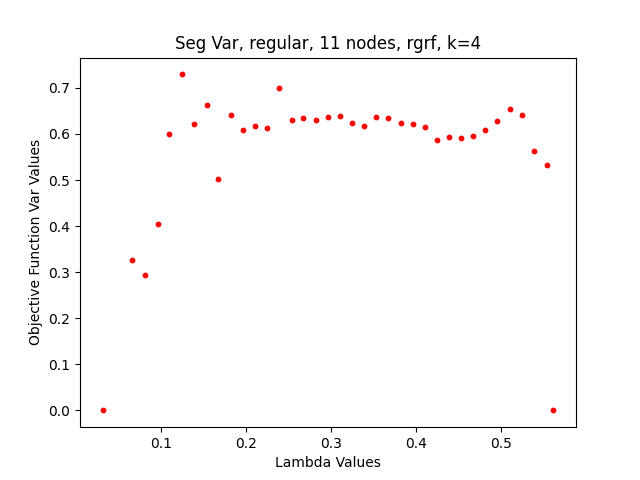 Seg Var, regular, 11 nodes, rgrf, k=4
Objective Function Var Values
0.7
0.6
0.5
0.4
0.3
0.2
0.1
0.0
0.1 0.2 0.3 0.4 0.5
Lambda Values